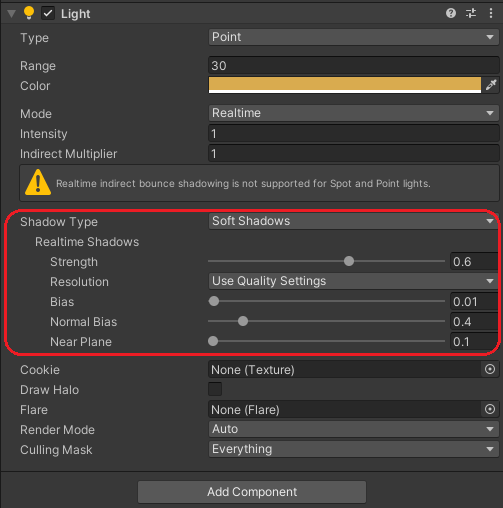 Light
Type Point
Range 30
Color
Mode Realtime
Intensity 1
Indirect Multiplier 1
Realtime indirect bounce shadowing is not supported for Spot and Point lights.
Shadow Type Soft Shadows
Realtime Shadows
Strength 0.6
Resolution Use Quality Settings
Bias 0.01
Normal Bias 0.4
Near Plane 0.1
Cookie None (Texture)
Draw Halo
Flare None (Flare)
Render Mode Auto
Culling Mask Everything
Add Component